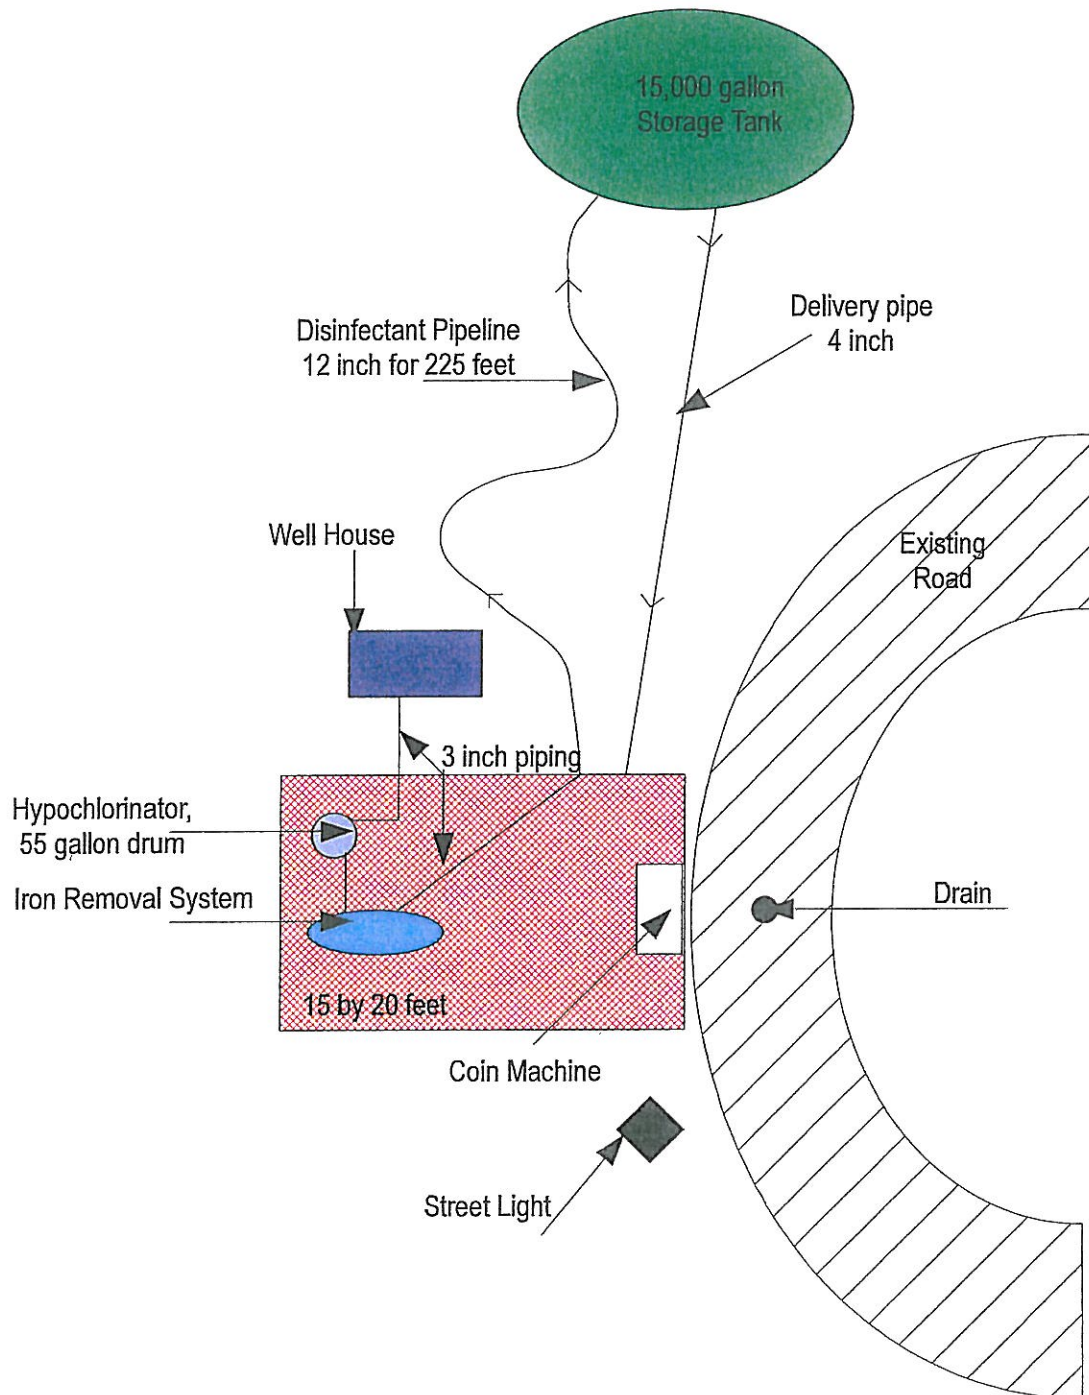 15,000 gallon
Storage Tank
Delivery pipe
4 inch
Disinfectant Pipeline
12 inch for 225 feet
Well House
Existing
Road
3 inch piping
Hypochlorinator,
55 gallon drum
Iron Removal System
Drain
15 by 20 feet
Coin Machine
Street Light